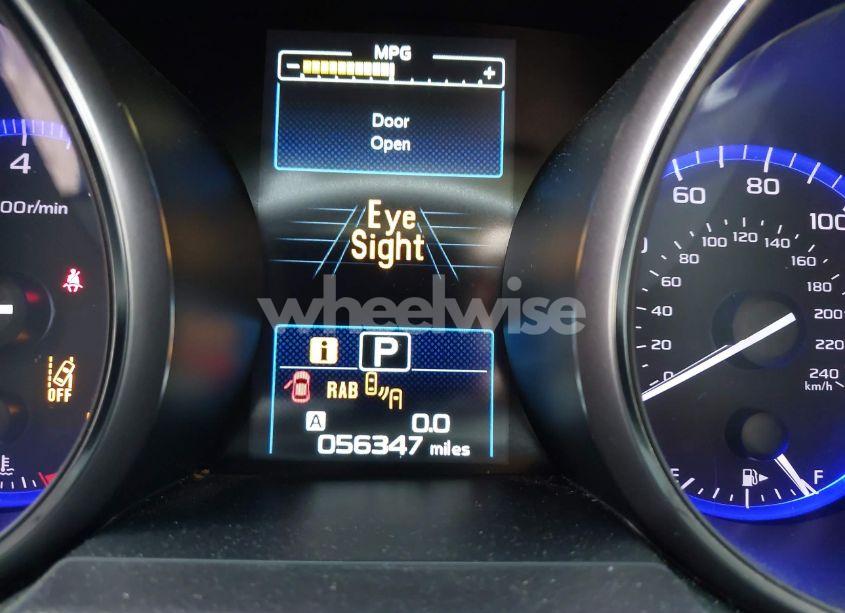 MPG
- +
Door
Open
4
00r/min
Eye
Sight
60 80 100
0 20 40 60 80 100 120 140 160 180 200 220 240
km/h
wheelwise
OFF
i P
RAB
A 0.0
056347 miles
E F